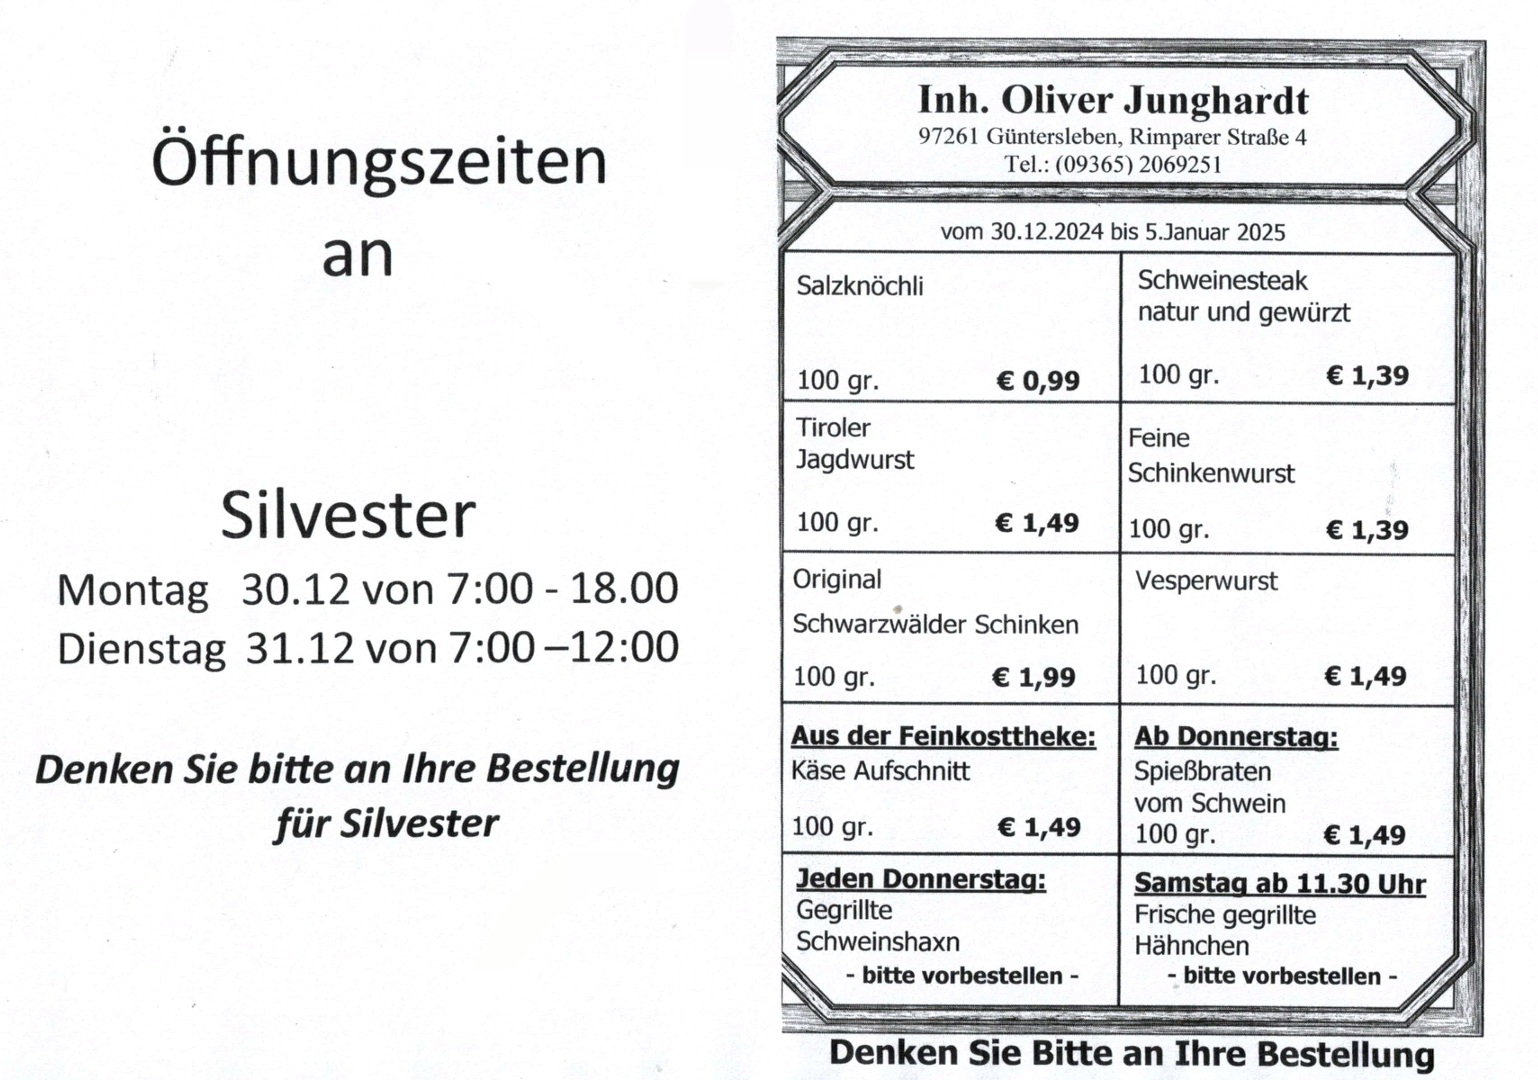 Öffnungszeiten
an
Silvester
Montag 30.12 von 7:00 - 18.00
Dienstag 31.12 von 7:00 –12:00
Denken Sie bitte an Ihre Bestellung
für Silvester
Inh. Oliver Junghardt
97261 Güntersleben, Rimparer Straße 4
Tel.: (09365) 2069251
vom 30.12.2024 bis 5.Januar 2025
Salzknöchli
100 gr. € 0,99
Schweinesteak
natur und gewürzt
100 gr. € 1,39
Tiroler
Jagdwurst
100 gr. € 1,49
Feine
Schinkenwurst
100 gr. € 1,39
Original
Schwarzwälder Schinken
100 gr. € 1,99
Vesperwurst
100 gr. € 1,49
Aus der Feinkosttheke:
Käse Aufschnitt
100 gr. € 1,49
Ab Donnerstag:
Spießbraten
vom Schwein
100 gr. € 1,49
Jeden Donnerstag:
Gegrillte
Schweinshaxn
- bitte vorbestellen -
Samstag ab 11.30 Uhr
Frische gegrillte
Hähnchen
- bitte vorbestellen -
Denken Sie Bitte an Ihre Bestellung